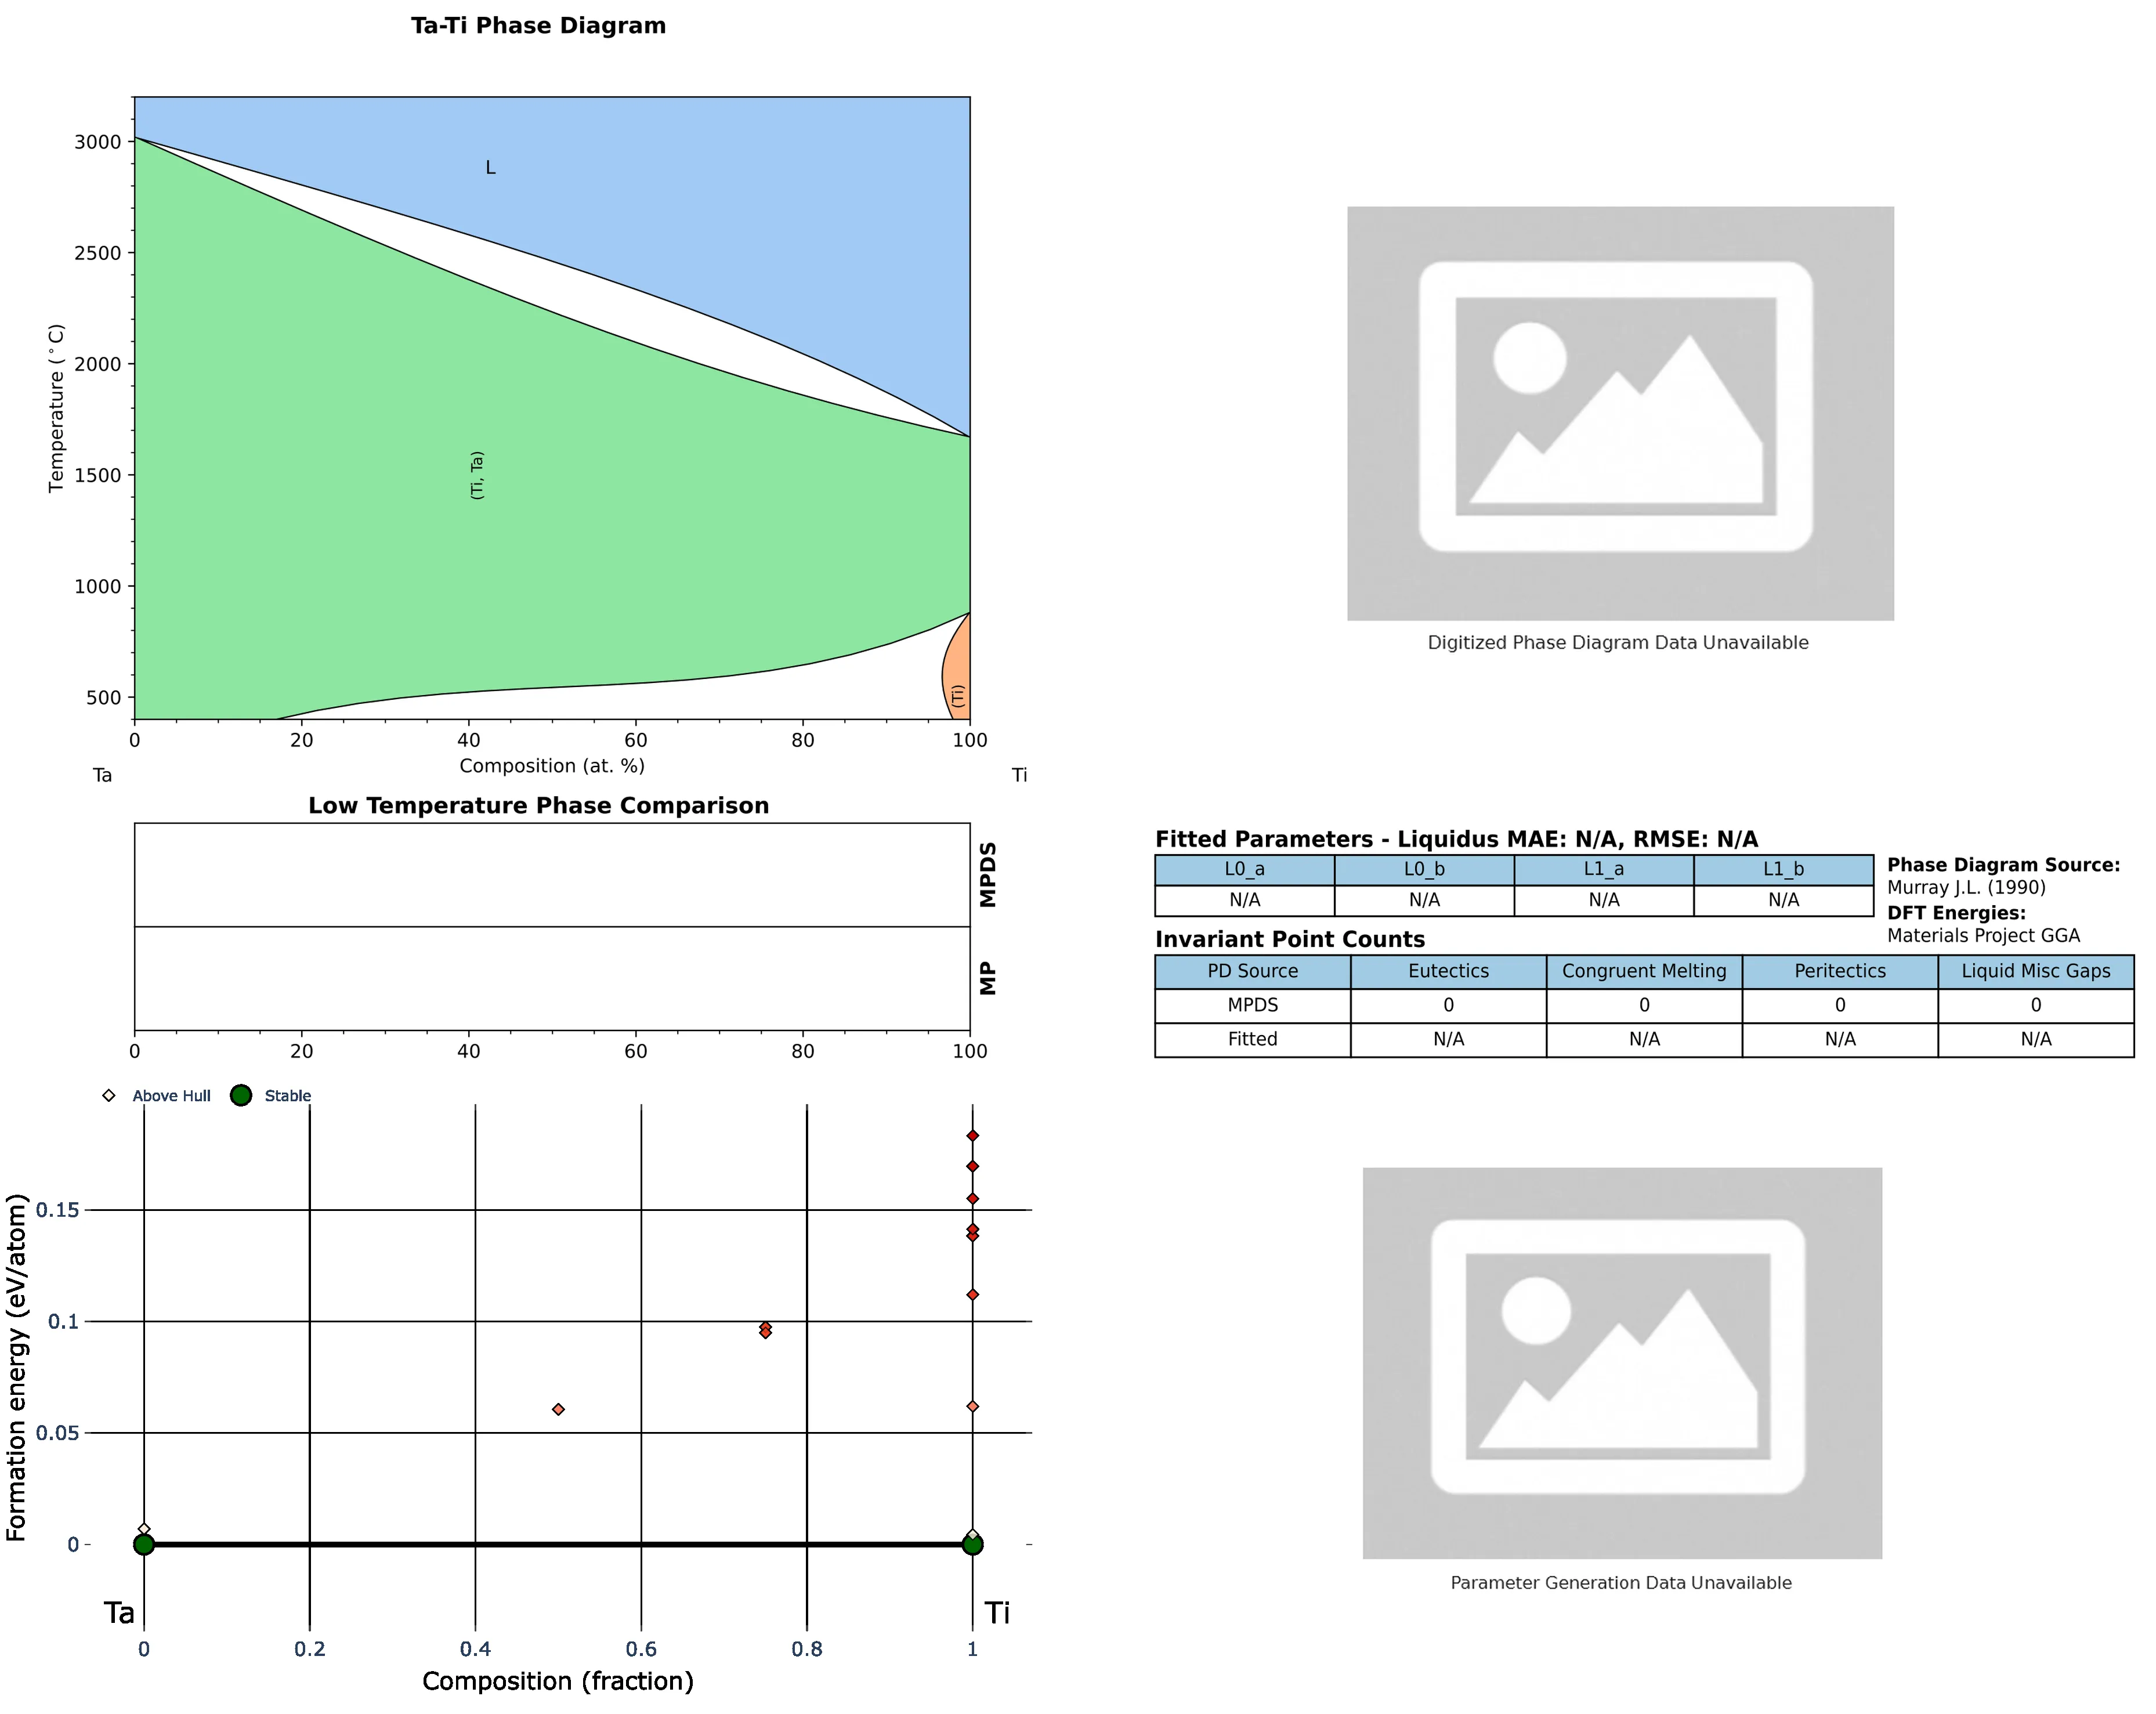 Ta-Ti Phase Diagram
3000
2500
2000
1500
1000
500
Temperature (°C)
L
(Ti, Ta)
(Ti)
0 20 40 60 80 100
Ta Composition (at. %) Ti
Digitized Phase Diagram Data Unavailable
Low Temperature Phase Comparison
MPDS
MP
0 20 40 60 80 100
Fitted Parameters - Liquidus MAE: N/A, RMSE: N/A
L0_a L0_b L1_a L1_b
N/A N/A N/A N/A
Phase Diagram Source:
Murray J.L. (1990)
DFT Energies:
Materials Project GGA
Invariant Point Counts
PD Source Eutectics Congruent Melting Peritectics Liquid Misc Gaps
MPDS 0 0 0 0
Fitted N/A N/A N/A N/A
Above Hull Stable
Formation energy (eV/atom)
0.15
0.1
0.05
0
Ta Ti
0 0.2 0.4 0.6 0.8 1
Composition (fraction)
Parameter Generation Data Unavailable